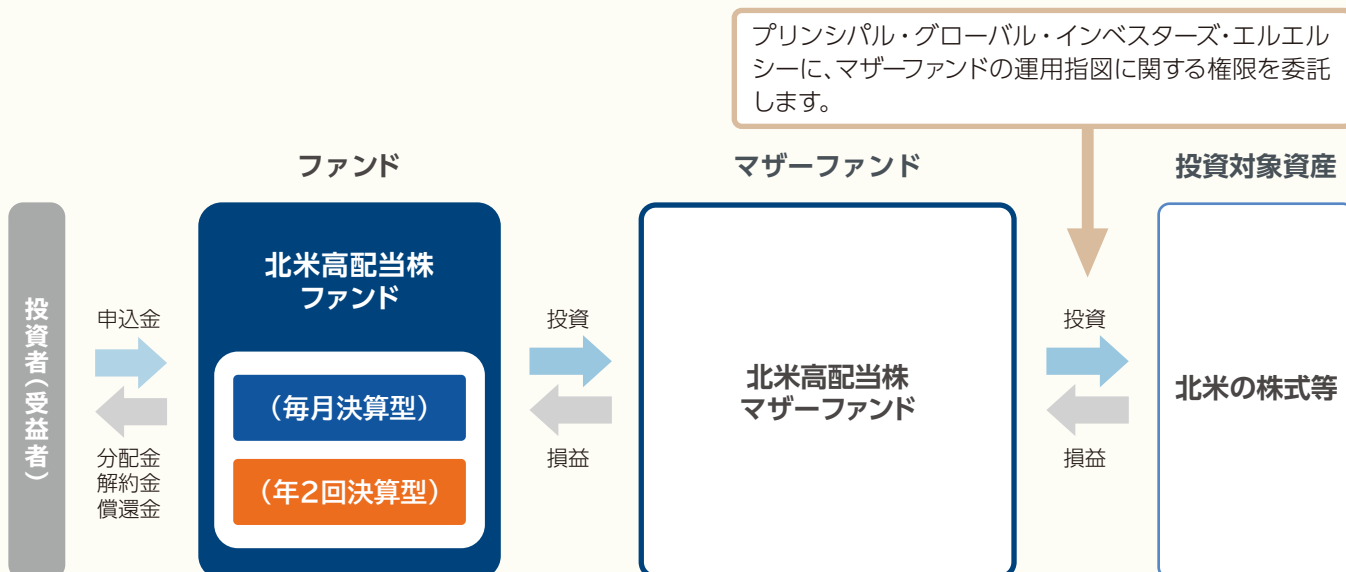 プリンシパル・グローバル・インベスターズ・エルエル
シーに、マザーファンドの運用指図に関する権限を委託
します。
ファンド
マザーファンド
投資対象資産
投資者(受益者)
申込金
分配金
解約金
償還金
北米高配当株
ファンド
(毎月決算型)
(年2回決算型)
投資
損益
北米高配当株
マザーファンド
投資
損益
北米の株式等